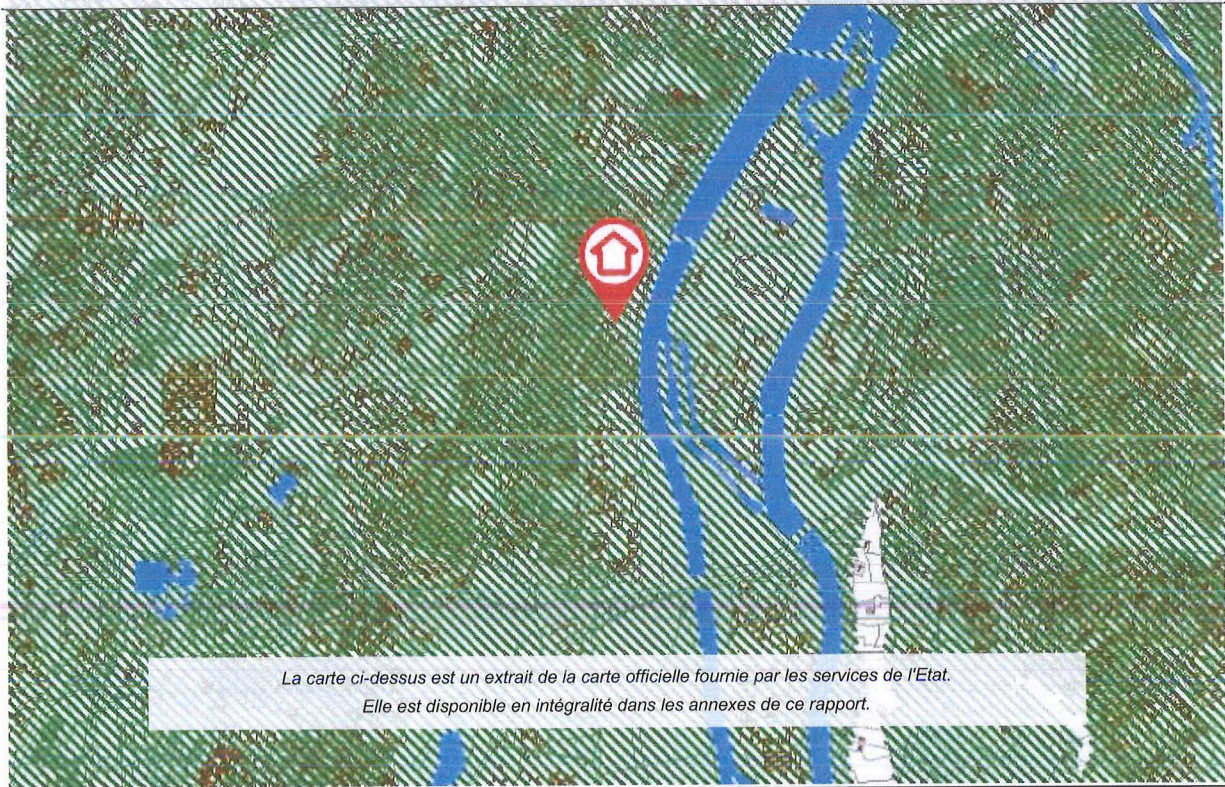 La carte ci-dessus est un extrait de la carte officielle fournie par les services de l'Etat.
Elle est disponible en intégralité dans les annexes de ce rapport.